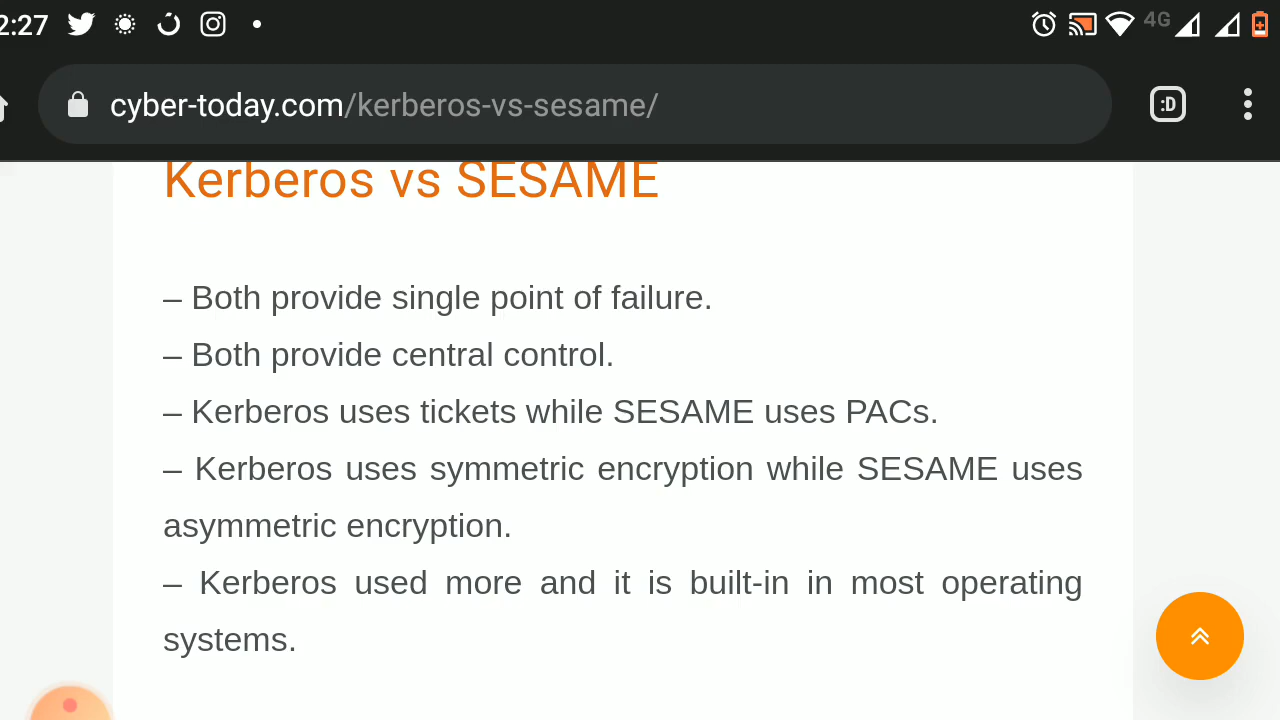 2:27
4G
cyber-today.com/kerberos-vs-sesame/
:D
Kerberos vs SESAME
– Both provide single point of failure.
– Both provide central control.
– Kerberos uses tickets while SESAME uses PACs.
– Kerberos uses symmetric encryption while SESAME uses
asymmetric encryption.
– Kerberos used more and it is built-in in most operating
systems.